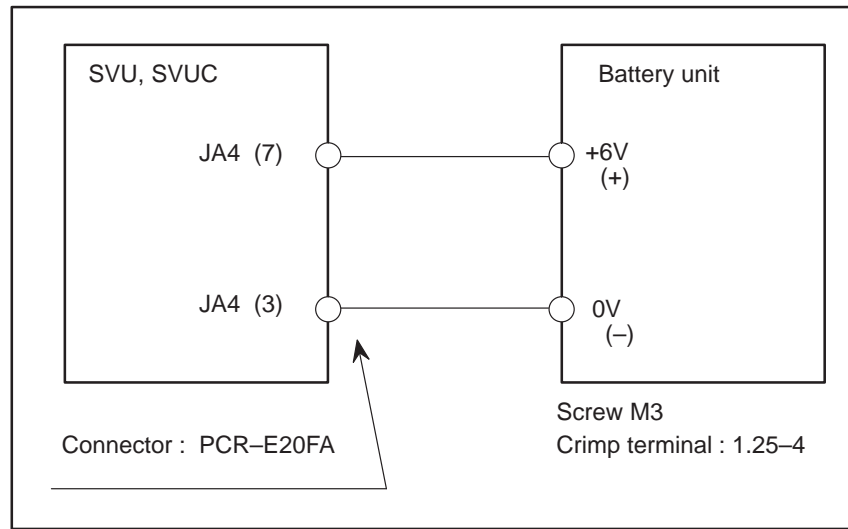 SVU, SVUC
Battery unit
JA4 (7)
+6V
(+)
JA4 (3)
0V
(–)
Screw M3
Connector : PCR–E20FA
Crimp terminal : 1.25–4